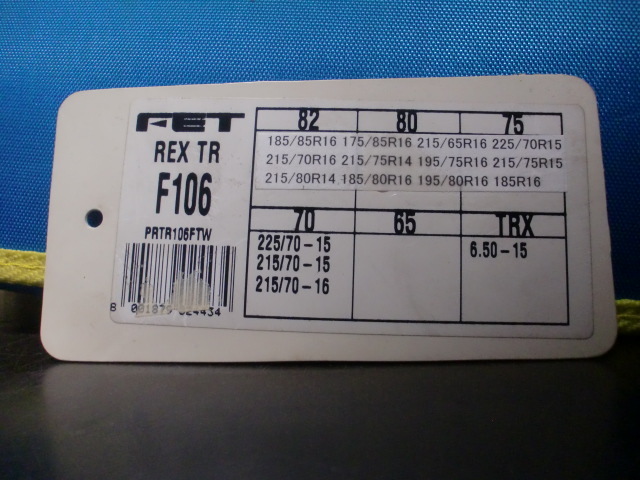 FET
REX TR
F106
PRTR106FTW
82 80 75
185/85R16 175/85R16 215/65R16 225/70R15
215/70R16 215/75R14 195/75R16 215/75R15
215/80R14 185/80R16 195/80R16 185R16
70 65 TRX
225/70-15
215/70-15
215/70-16
6.50-15